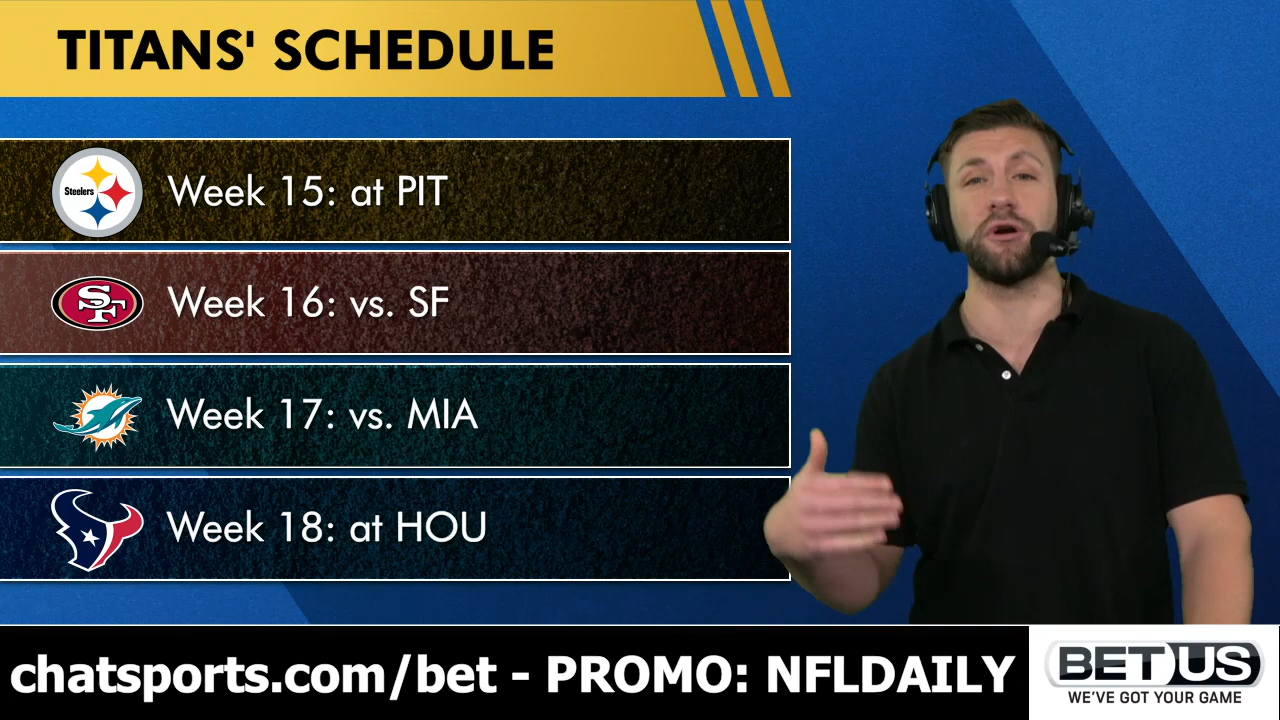 TITANS' SCHEDULE
Steelers
Week 15: at PIT
SF
Week 16: vs. SF
Week 17: vs. MIA
Week 18: at HOU
chatsports.com/bet - PROMO: NFLDAILY
BETUS
WE'VE GOT YOUR GAME